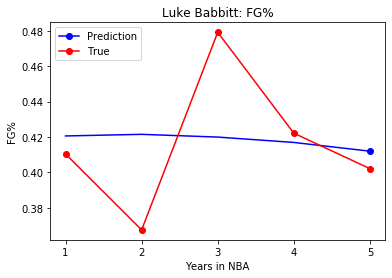 Luke Babbitt: FG%
Prediction
True
0.48
0.46
0.44
0.42
0.40
0.38
FG%
1 2 3 4 5
Years in NBA